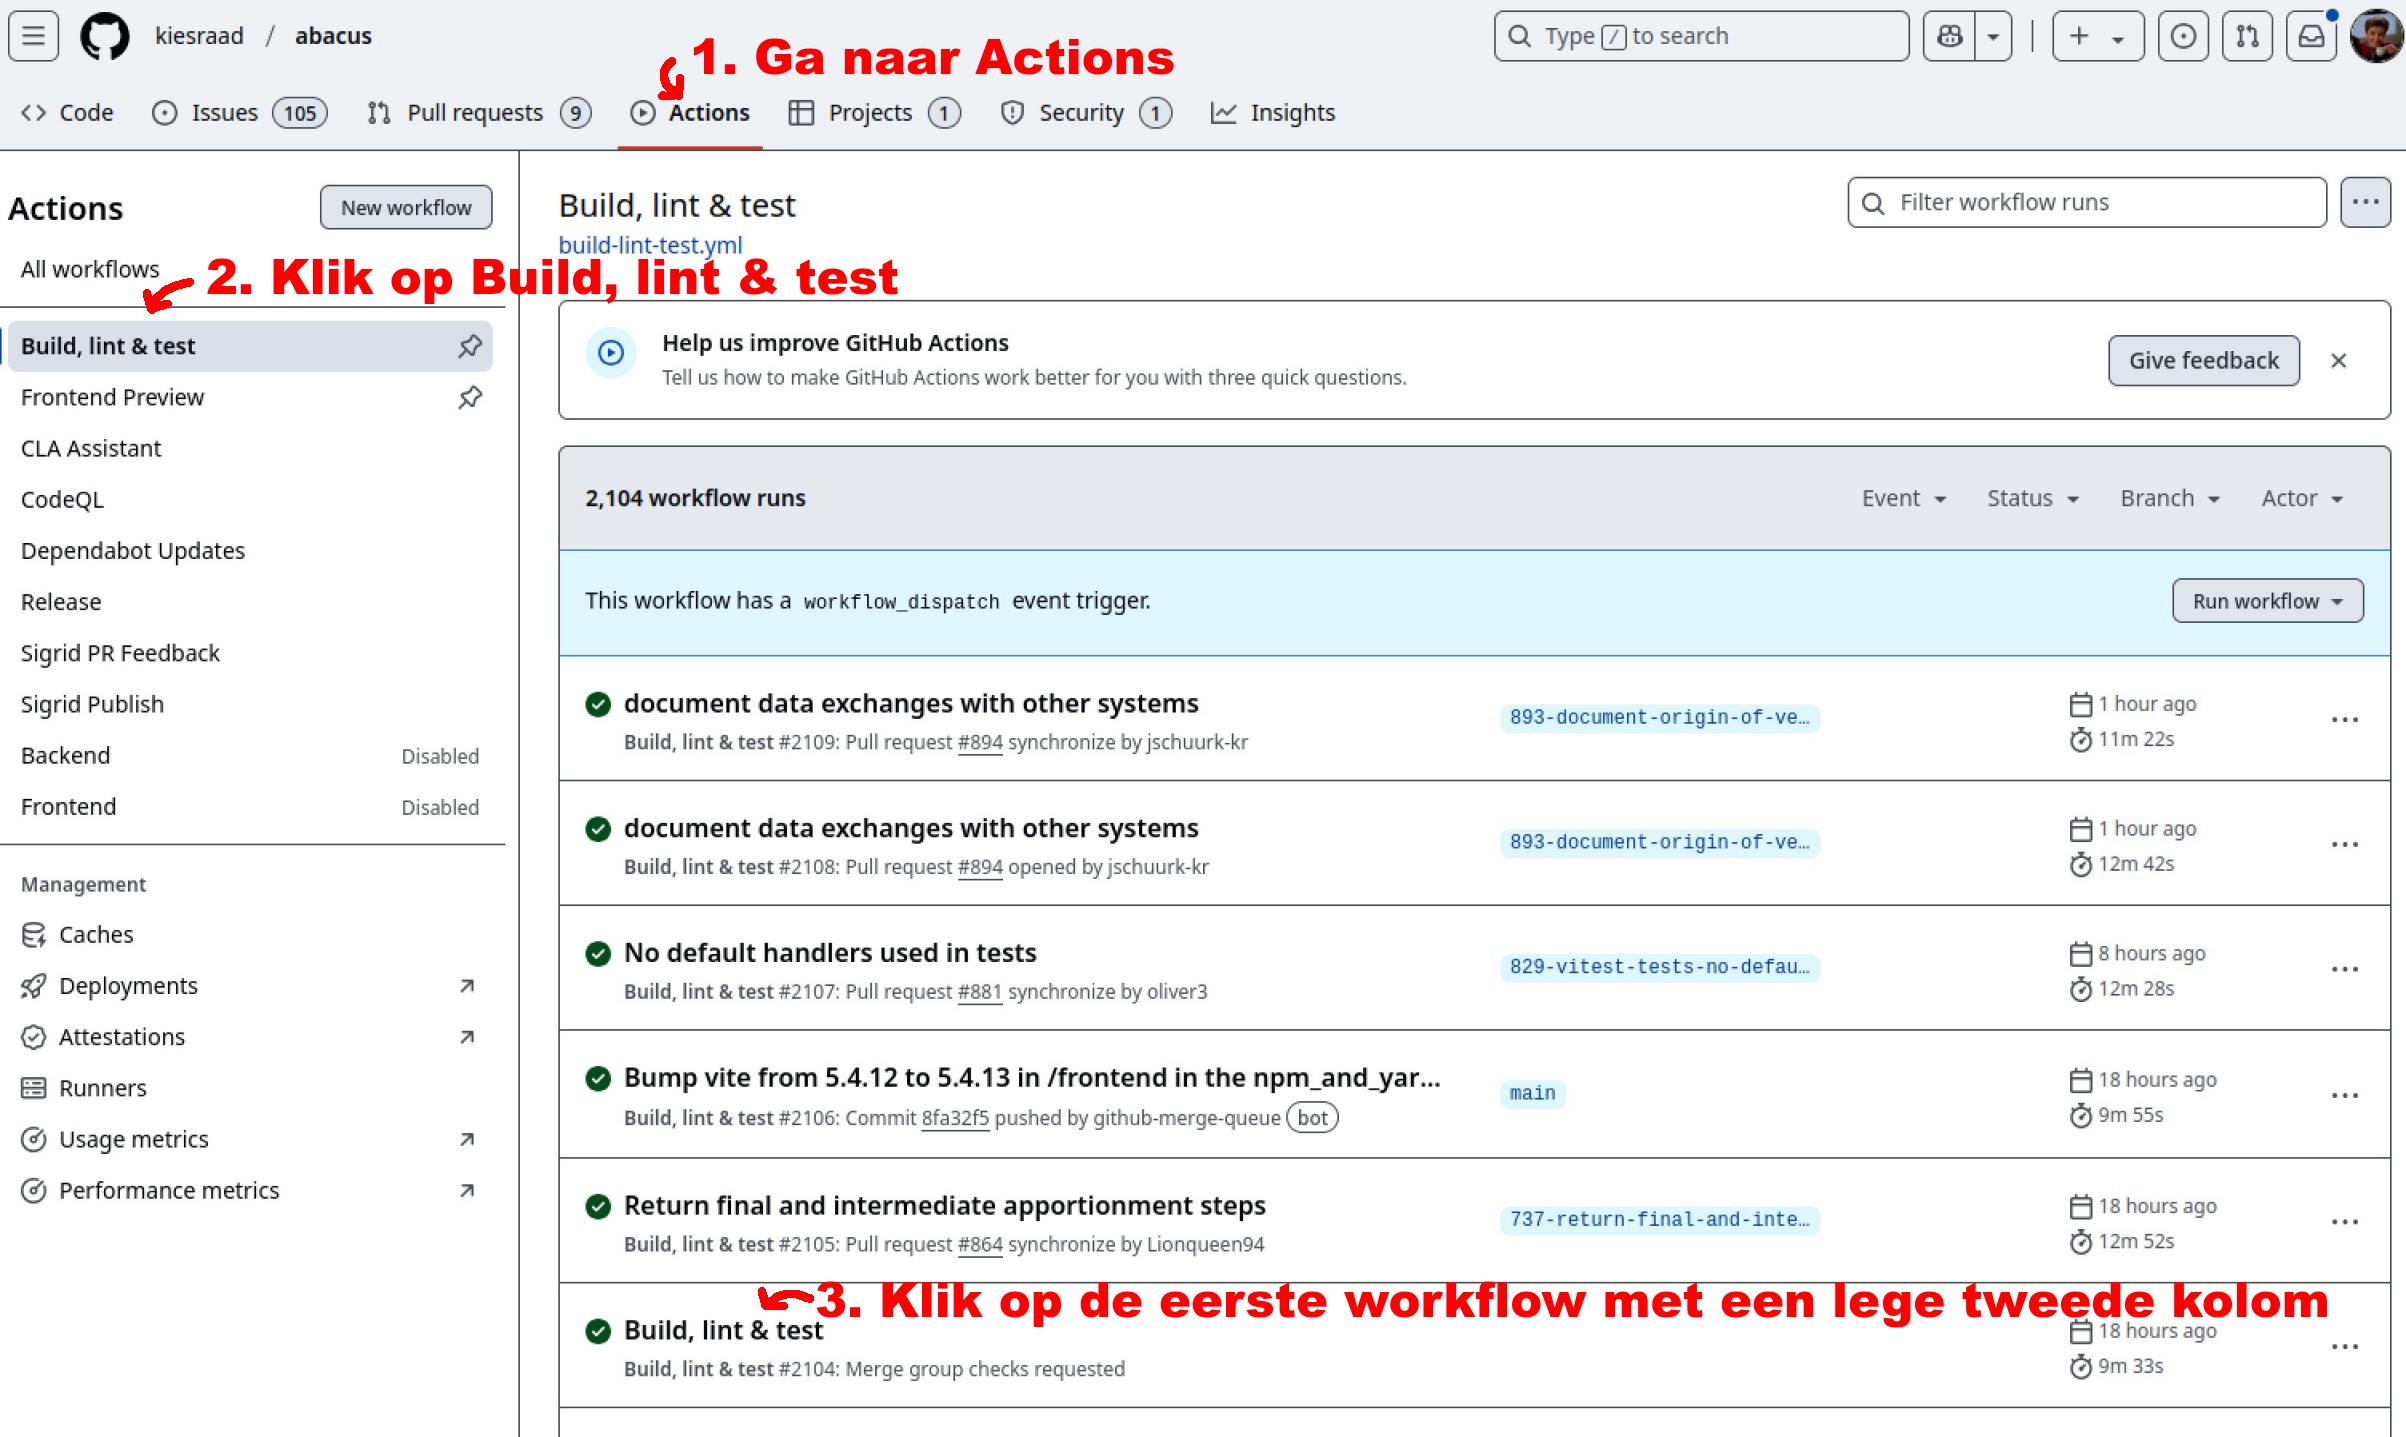 kiesraad / abacus
Type / to search
1. Ga naar Actions
Code
Issues 105
Pull requests 9
Actions
Projects 1
Security 1
Insights
Actions
New workflow
All workflows
2. Klik op Build, lint & test
Build, lint & test
Frontend Preview
CLA Assistant
CodeQL
Dependabot Updates
Release
Sigrid PR Feedback
Sigrid Publish
Backend Disabled
Frontend Disabled
Management
Caches
Deployments
Attestations
Runners
Usage metrics
Performance metrics
Build, lint & test
build-lint-test.yml
Filter workflow runs
Help us improve GitHub Actions
Tell us how to make GitHub Actions work better for you with three quick questions.
Give feedback
2,104 workflow runs
Event
Status
Branch
Actor
This workflow has a workflow_dispatch event trigger.
Run workflow
document data exchanges with other systems
Build, lint & test #2109: Pull request #894 synchronize by jschuurk-kr
893-document-origin-of-ve…
1 hour ago
11m 22s
document data exchanges with other systems
Build, lint & test #2108: Pull request #894 opened by jschuurk-kr
893-document-origin-of-ve…
1 hour ago
12m 42s
No default handlers used in tests
Build, lint & test #2107: Pull request #881 synchronize by oliver3
829-vitest-tests-no-defau…
8 hours ago
12m 28s
Bump vite from 5.4.12 to 5.4.13 in /frontend in the npm_and_yar…
Build, lint & test #2106: Commit 8fa32f5 pushed by github-merge-queue bot
main
18 hours ago
9m 55s
Return final and intermediate apportionment steps
Build, lint & test #2105: Pull request #864 synchronize by Lionqueen94
737-return-final-and-inte…
18 hours ago
12m 52s
3. Klik op de eerste workflow met een lege tweede kolom
Build, lint & test
Build, lint & test #2104: Merge group checks requested
18 hours ago
9m 33s